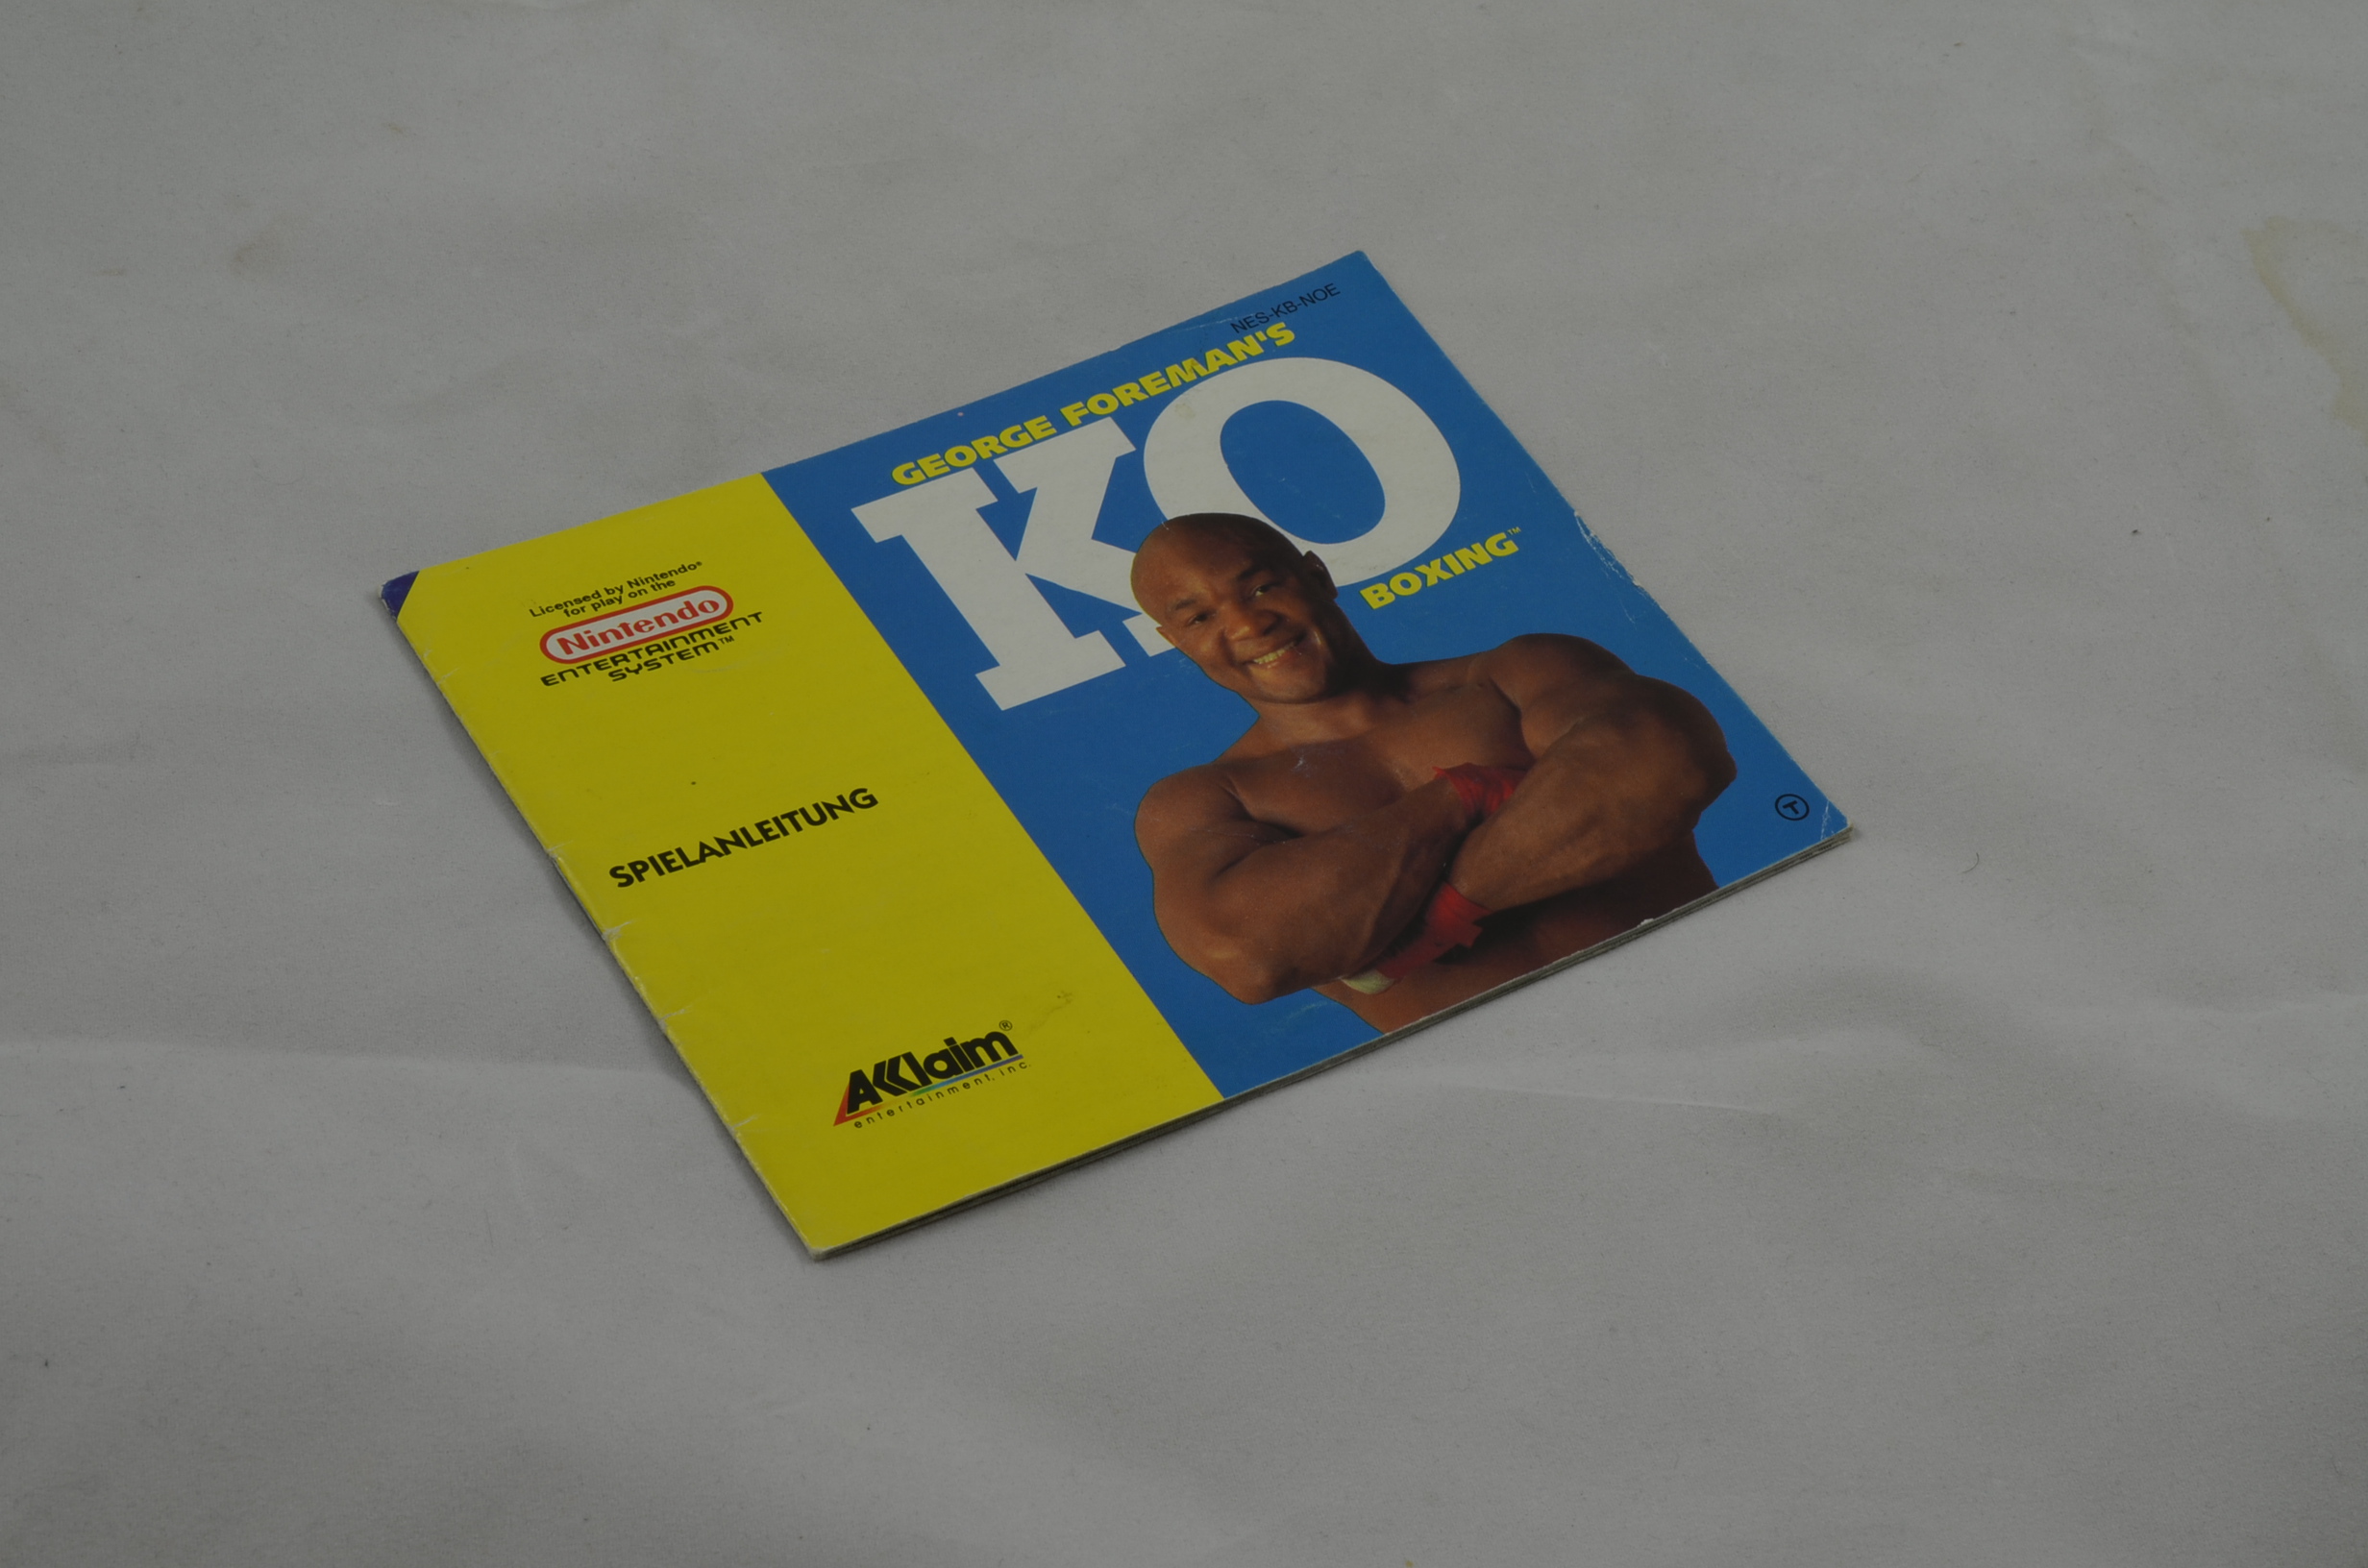 NES-KB-NOE
GEORGE FOREMAN'S
KO
BOXING™
Licensed by Nintendo®
for play on the
Nintendo
ENTERTAINMENT
SYSTEM™
SPIELANLEITUNG
AKKlaim®
entertainment, inc.
T